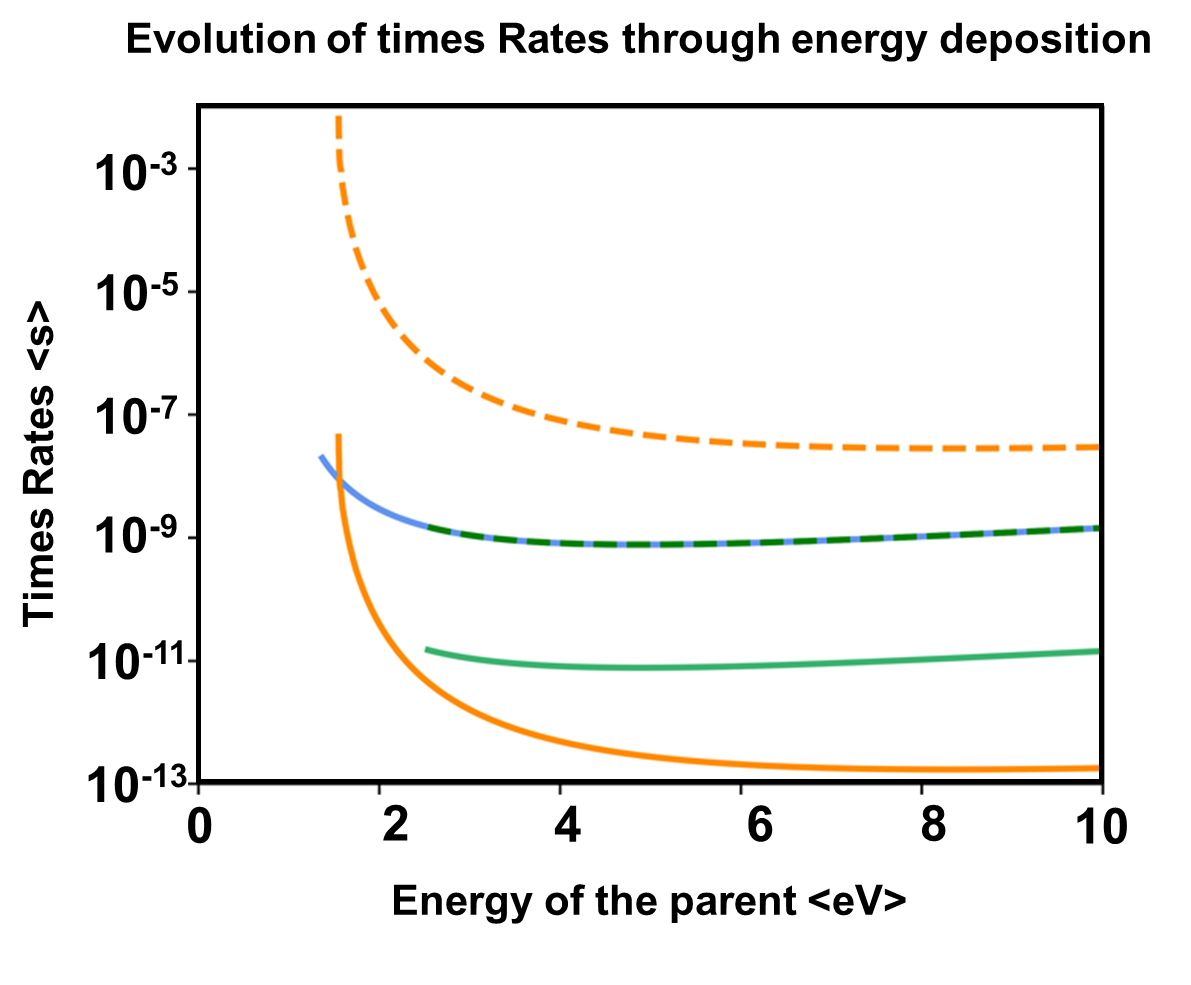 Evolution of times Rates through energy deposition
Times Rates <s>
10-3
10-5
10-7
10-9
10-11
10-13
0 2 4 6 8 10
Energy of the parent <eV>